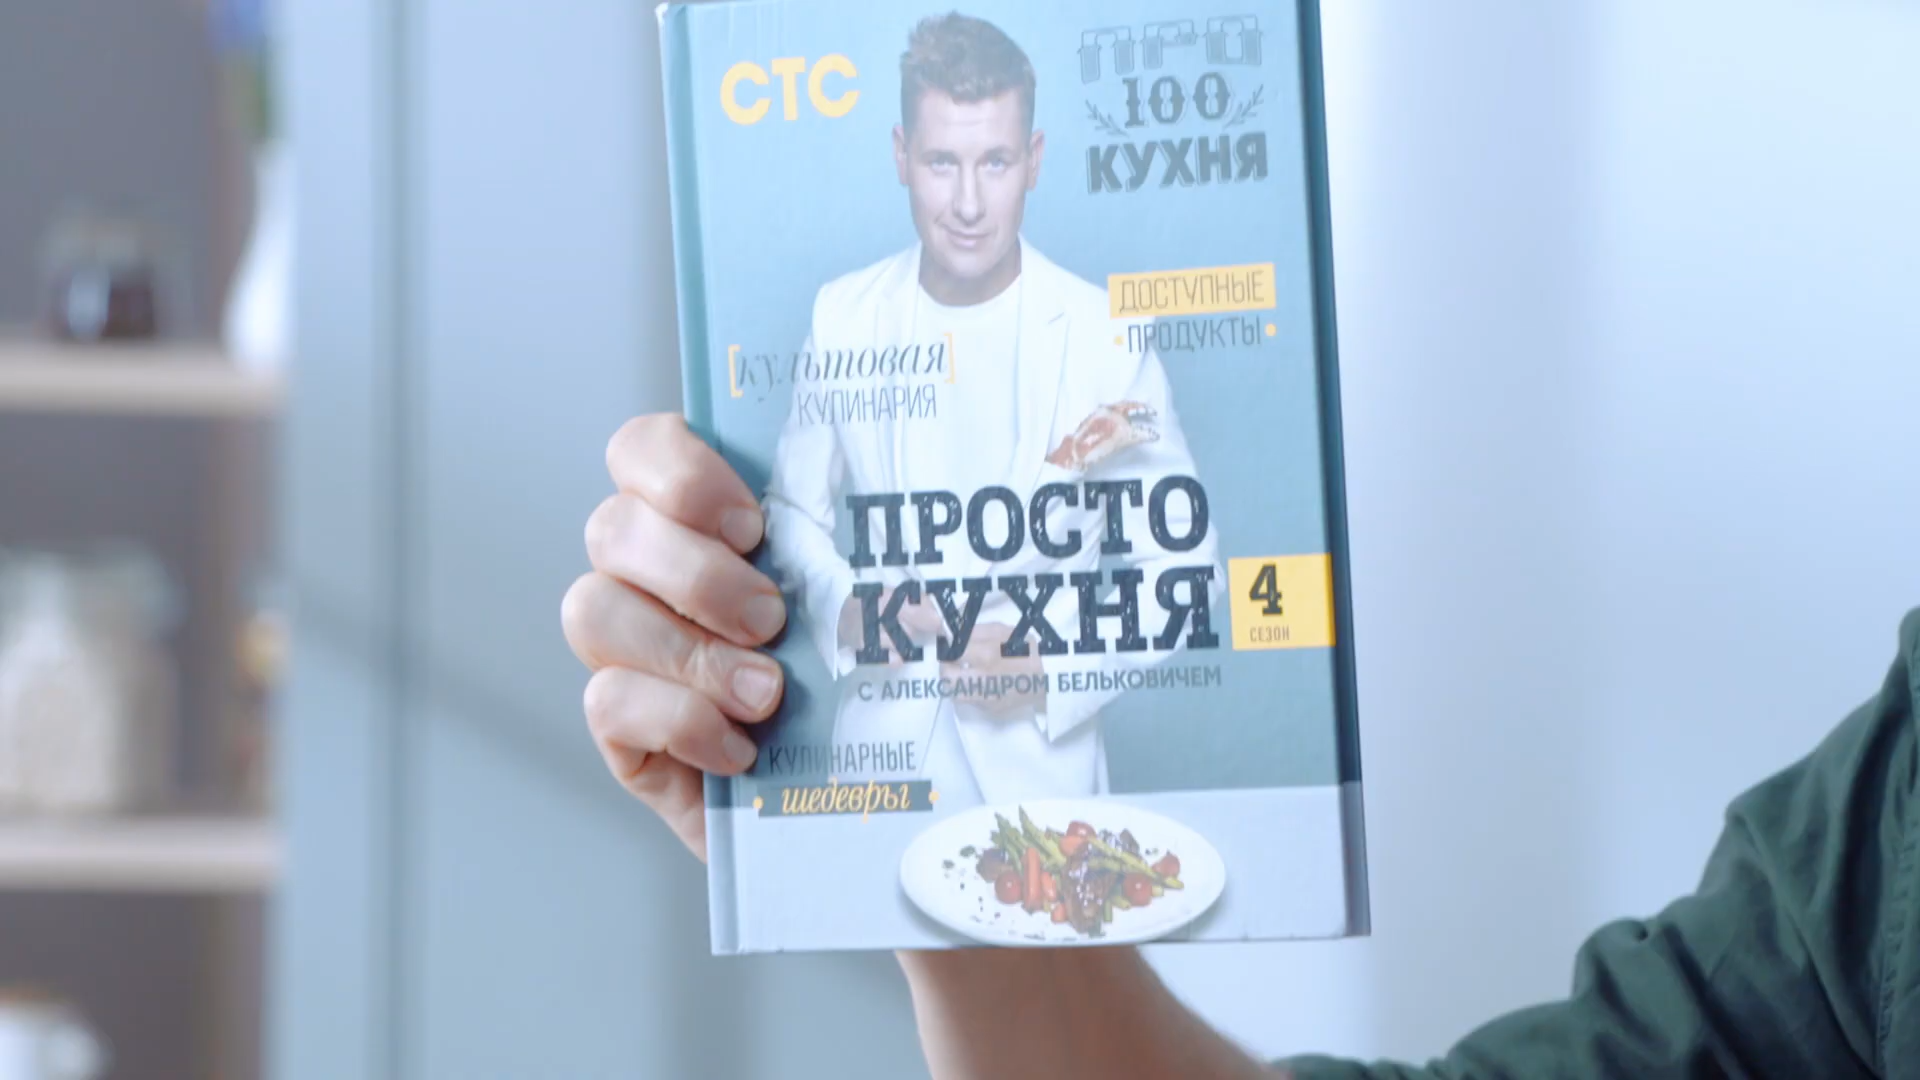 СТС
ПРО
100
КУХНЯ
ДОСТУПНЫЕ
ПРОДУКТЫ
[культовая]
КУЛИНАРИЯ
ПРОСТО
КУХНЯ
4
СЕЗОН
С АЛЕКСАНДРОМ БЕЛЬКОВИЧЕМ
КУЛИНАРНЫЕ
шедевры